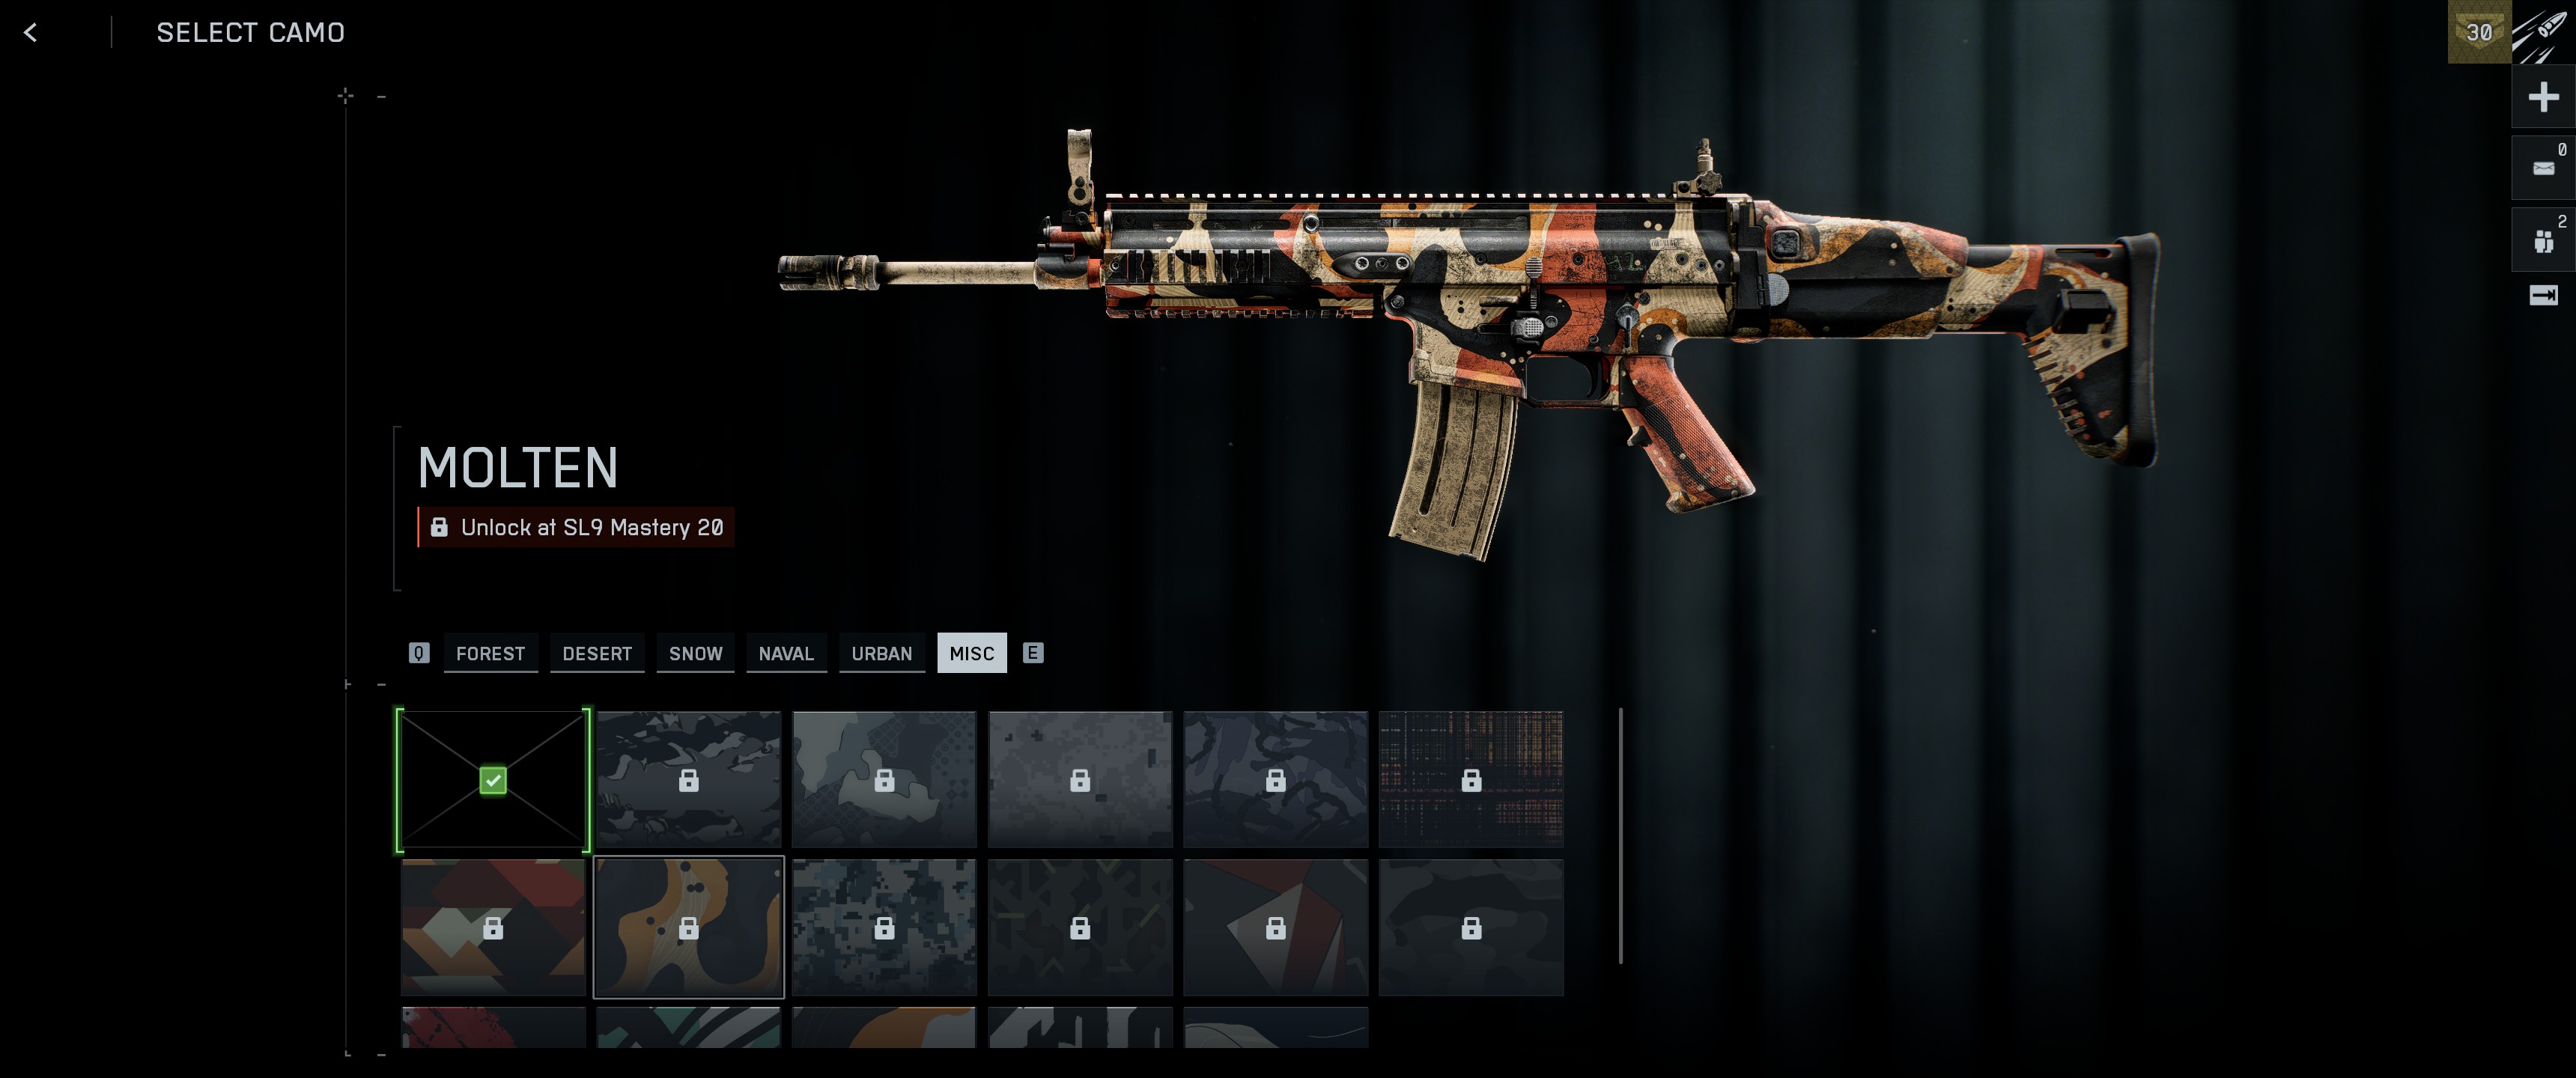 SELECT CAMO
30
0
2
MOLTEN
Unlock at SL9 Mastery 20
Q FOREST DESERT SNOW NAVAL URBAN MISC E